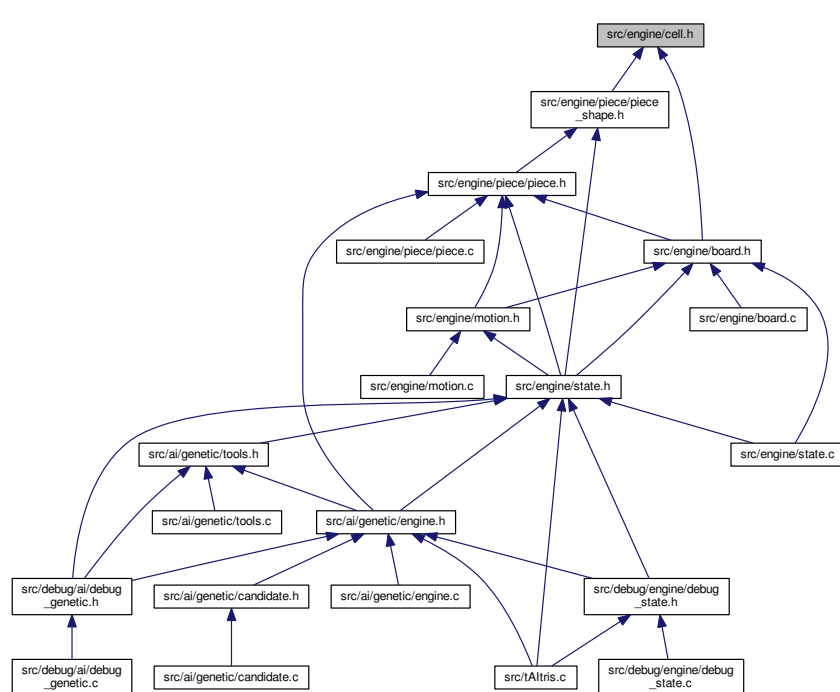 src/engine/cell.h
src/engine/piece/piece
_shape.h
src/engine/piece/piece.h
src/engine/piece/piece.c
src/engine/board.h
src/engine/motion.h
src/engine/board.c
src/engine/motion.c
src/engine/state.h
src/ai/genetic/tools.h
src/engine/state.c
src/ai/genetic/tools.c
src/ai/genetic/engine.h
src/debug/ai/debug
_genetic.h
src/ai/genetic/candidate.h
src/ai/genetic/engine.c
src/debug/engine/debug
_state.h
src/debug/ai/debug
_genetic.c
src/ai/genetic/candidate.c
src/tAItris.c
src/debug/engine/debug
_state.c